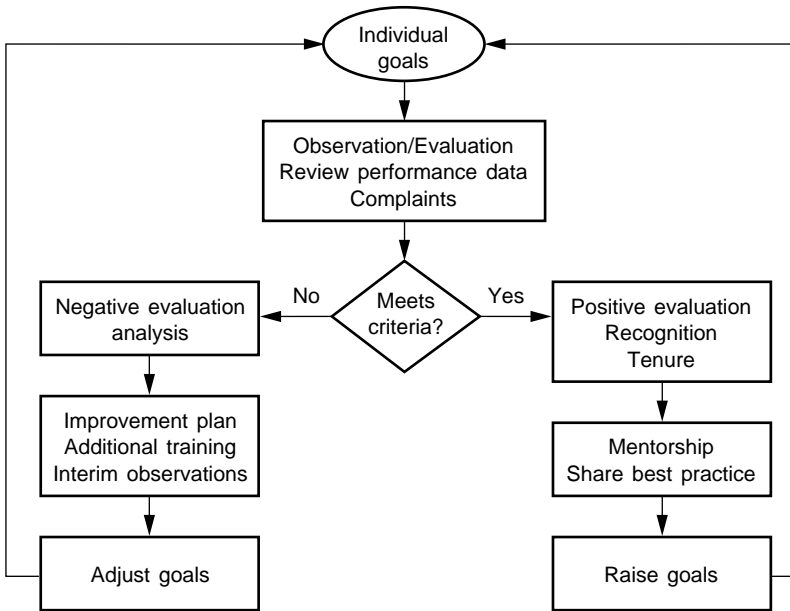 Individual
goals
Observation/Evaluation
Review performance data
Complaints
Meets
criteria?
No
Yes
Negative evaluation
analysis
Improvement plan
Additional training
Interim observations
Adjust goals
Positive evaluation
Recognition
Tenure
Mentorship
Share best practice
Raise goals